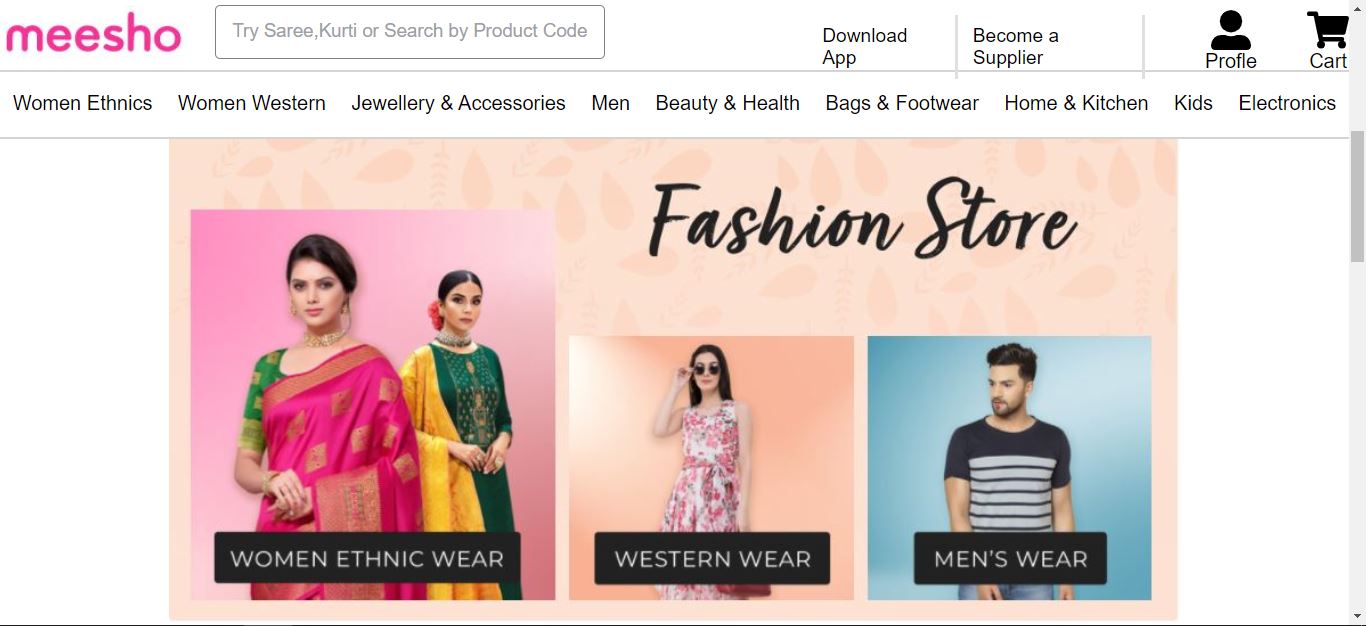 meesho
Try Saree,Kurti or Search by Product Code
Download
App
Become a
Supplier
Profle
Cart
Women Ethnics
Women Western
Jewellery & Accessories
Men
Beauty & Health
Bags & Footwear
Home & Kitchen
Kids
Electronics
Fashion Store
WOMEN ETHNIC WEAR
WESTERN WEAR
MEN'S WEAR